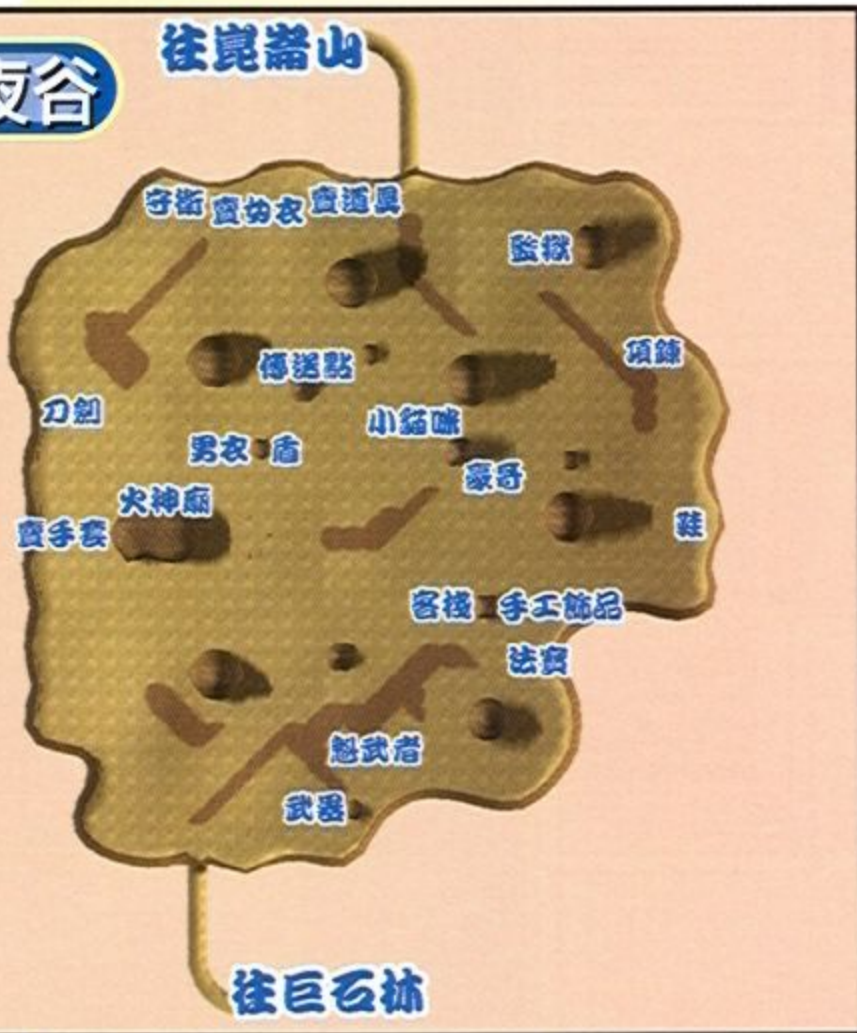 往崑崙山
夜谷
守衛
賣女衣
賣道具
監獄
傳送點
項鍊
刀劍
小貓咪
男衣
盾
豪哥
火神廟
賣手套
鞋
客棧
手工飾品
法寶
魁武者
武器
往巨石林